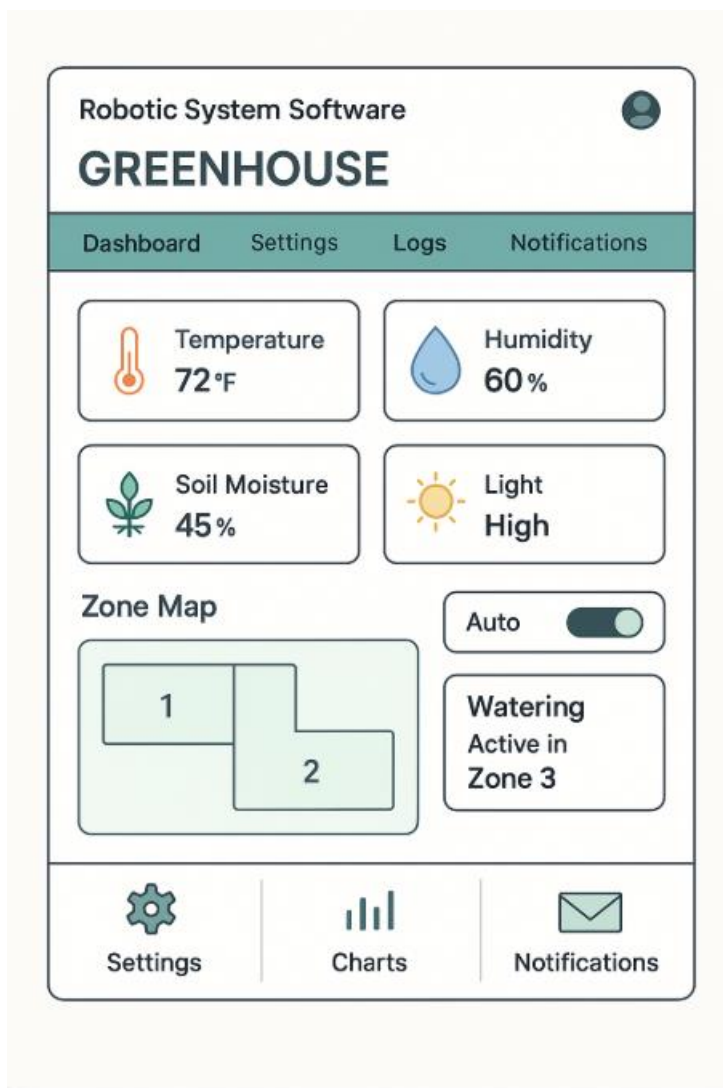 Robotic System Software
GREENHOUSE
Dashboard Settings Logs Notifications
Temperature
72 °F
Humidity
60 %
Soil Moisture
45 %
Light
High
Zone Map
1
2
Auto
Watering
Active in
Zone 3
Settings
Charts
Notifications